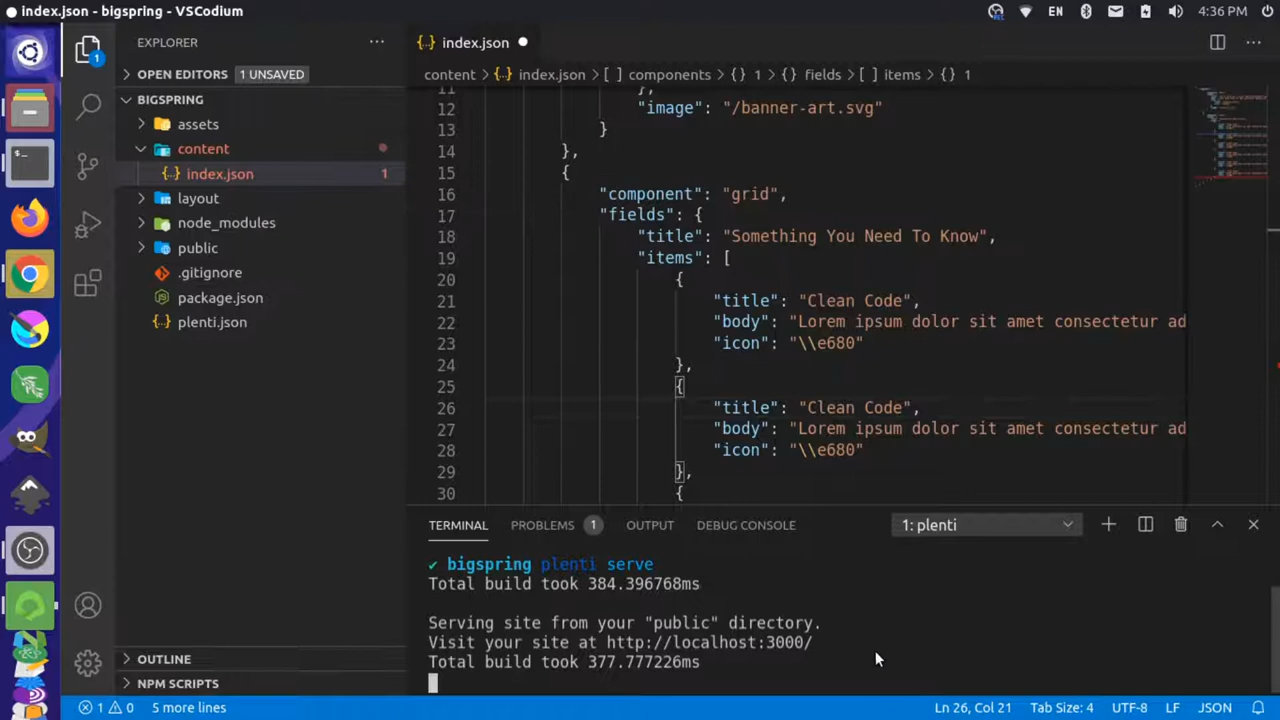 index.json - bigspring - VSCodium
EN
4:36 PM
EXPLORER
OPEN EDITORS 1 UNSAVED
BIGSPRING
assets
content
index.json 1
layout
node_modules
public
.gitignore
package.json
plenti.json
OUTLINE
NPM SCRIPTS
1
index.json
content > index.json > [ ] components > {} 1 > {} fields > [ ] items > {} 1
11 },
12 "image": "/banner-art.svg"
13 }
14 },
15 {
16 "component": "grid",
17 "fields": {
18 "title": "Something You Need To Know",
19 "items": [
20 {
21 "title": "Clean Code",
22 "body": "Lorem ipsum dolor sit amet consectetur ad
23 "icon": "\\e680"
24 },
25 {
26 "title": "Clean Code",
27 "body": "Lorem ipsum dolor sit amet consectetur ad
28 "icon": "\\e680"
29 },
30 {
TERMINAL PROBLEMS 1 OUTPUT DEBUG CONSOLE 1: plenti
✔ bigspring plenti serve
Total build took 384.396768ms
Serving site from your "public" directory.
Visit your site at http://localhost:3000/
Total build took 377.777226ms
1 0 5 more lines Ln 26, Col 21 Tab Size: 4 UTF-8 LF JSON